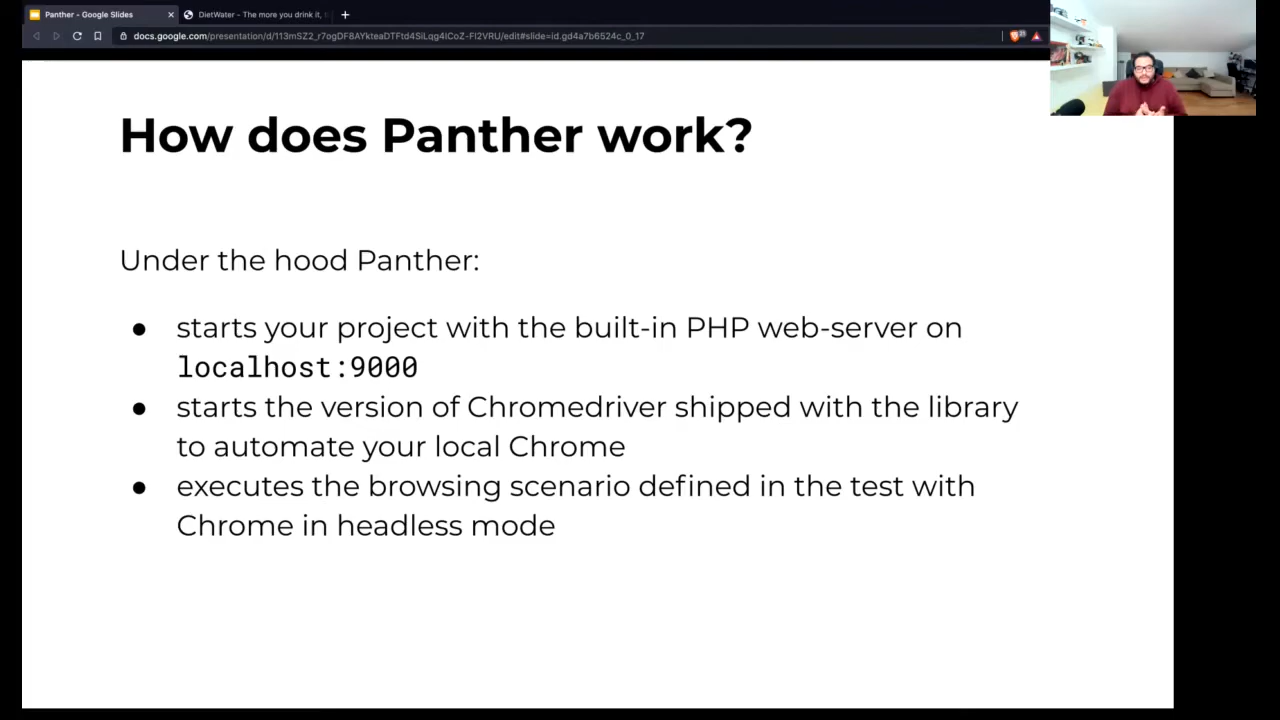 Panther - Google Slides
DietWater - The more you drink it,
docs.google.com/presentation/d/113mSZ2_r7ogDF8AYkteaDTFtd4SiLqg4lCoZ-Fl2VRU/edit#slide=id.gd4a7b6524c_0_17
How does Panther work?
Under the hood Panther:
● starts your project with the built-in PHP web-server on
localhost:9000
● starts the version of Chromedriver shipped with the library
to automate your local Chrome
● executes the browsing scenario defined in the test with
Chrome in headless mode